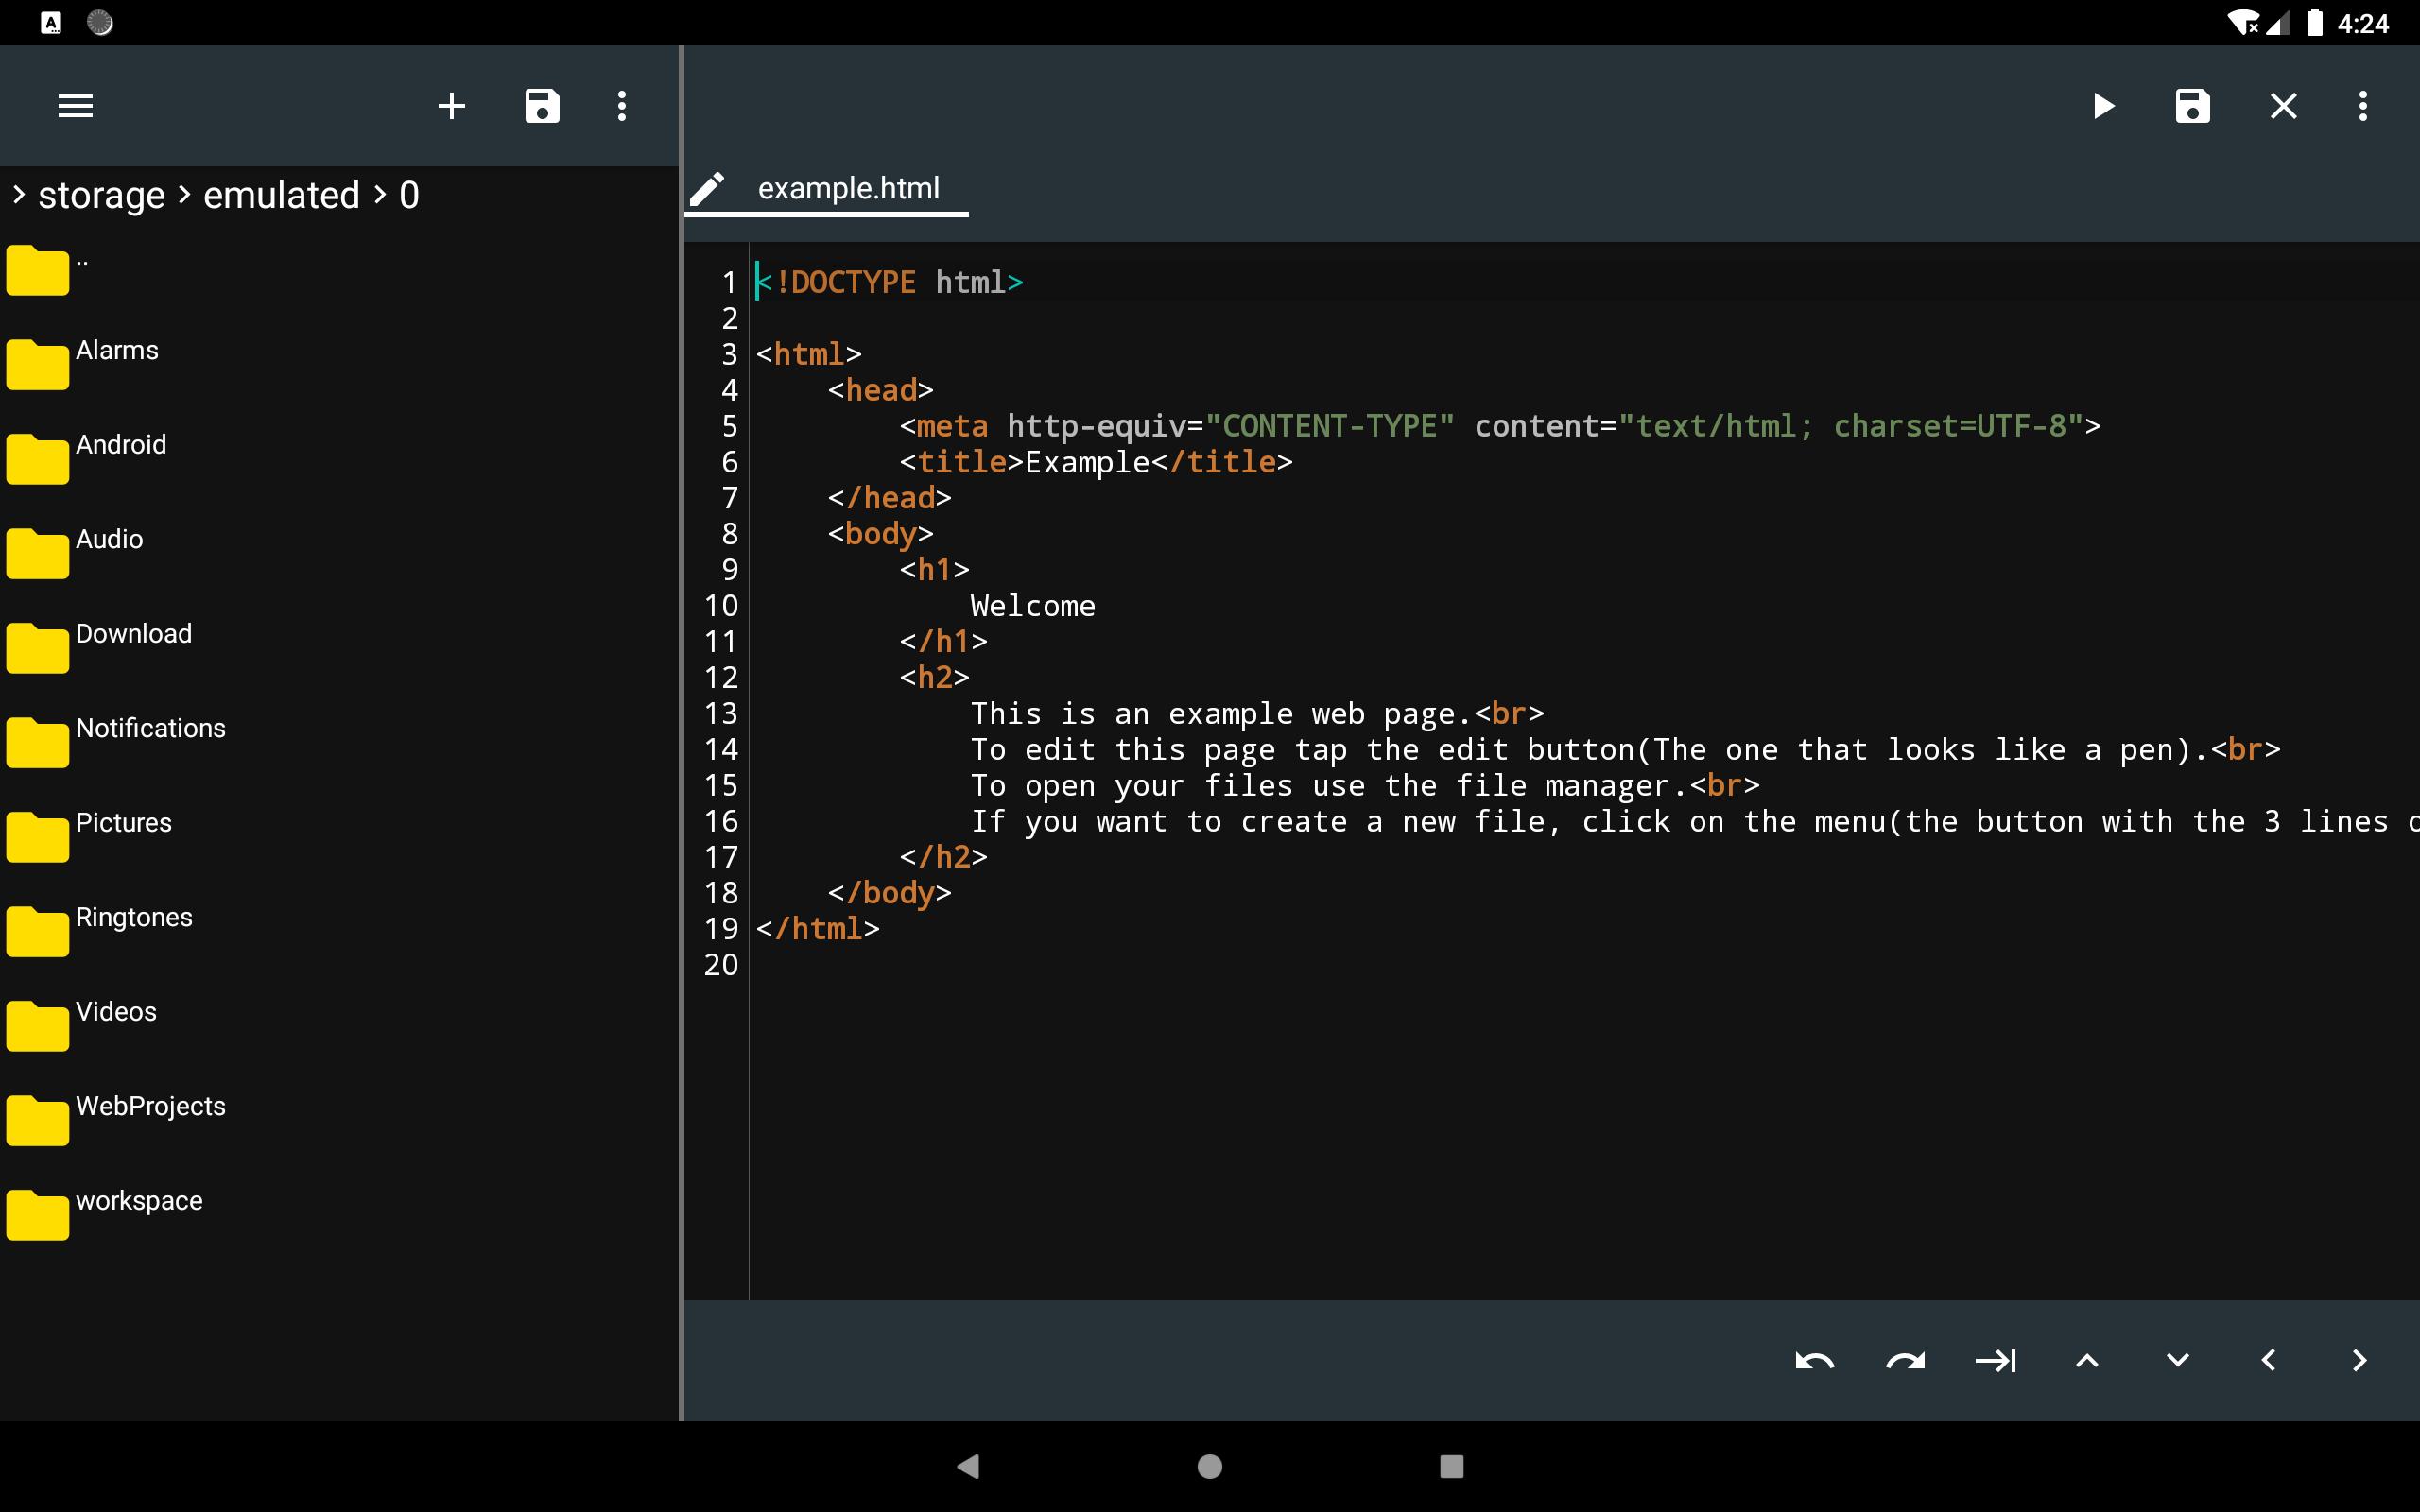 4:24
storage emulated 0
..
Alarms
Android
Audio
Download
Notifications
Pictures
Ringtones
Videos
WebProjects
workspace
example.html
1 <!DOCTYPE html>
2
3 <html>
4 <head>
5 <meta http-equiv="CONTENT-TYPE" content="text/html; charset=UTF-8">
6 <title>Example</title>
7 </head>
8 <body>
9 <h1>
10 Welcome
11 </h1>
12 <h2>
13 This is an example web page.<br>
14 To edit this page tap the edit button(The one that looks like a pen).<br>
15 To open your files use the file manager.<br>
16 If you want to create a new file, click on the menu(the button with the 3 lines
17 </h2>
18 </body>
19 </html>
20